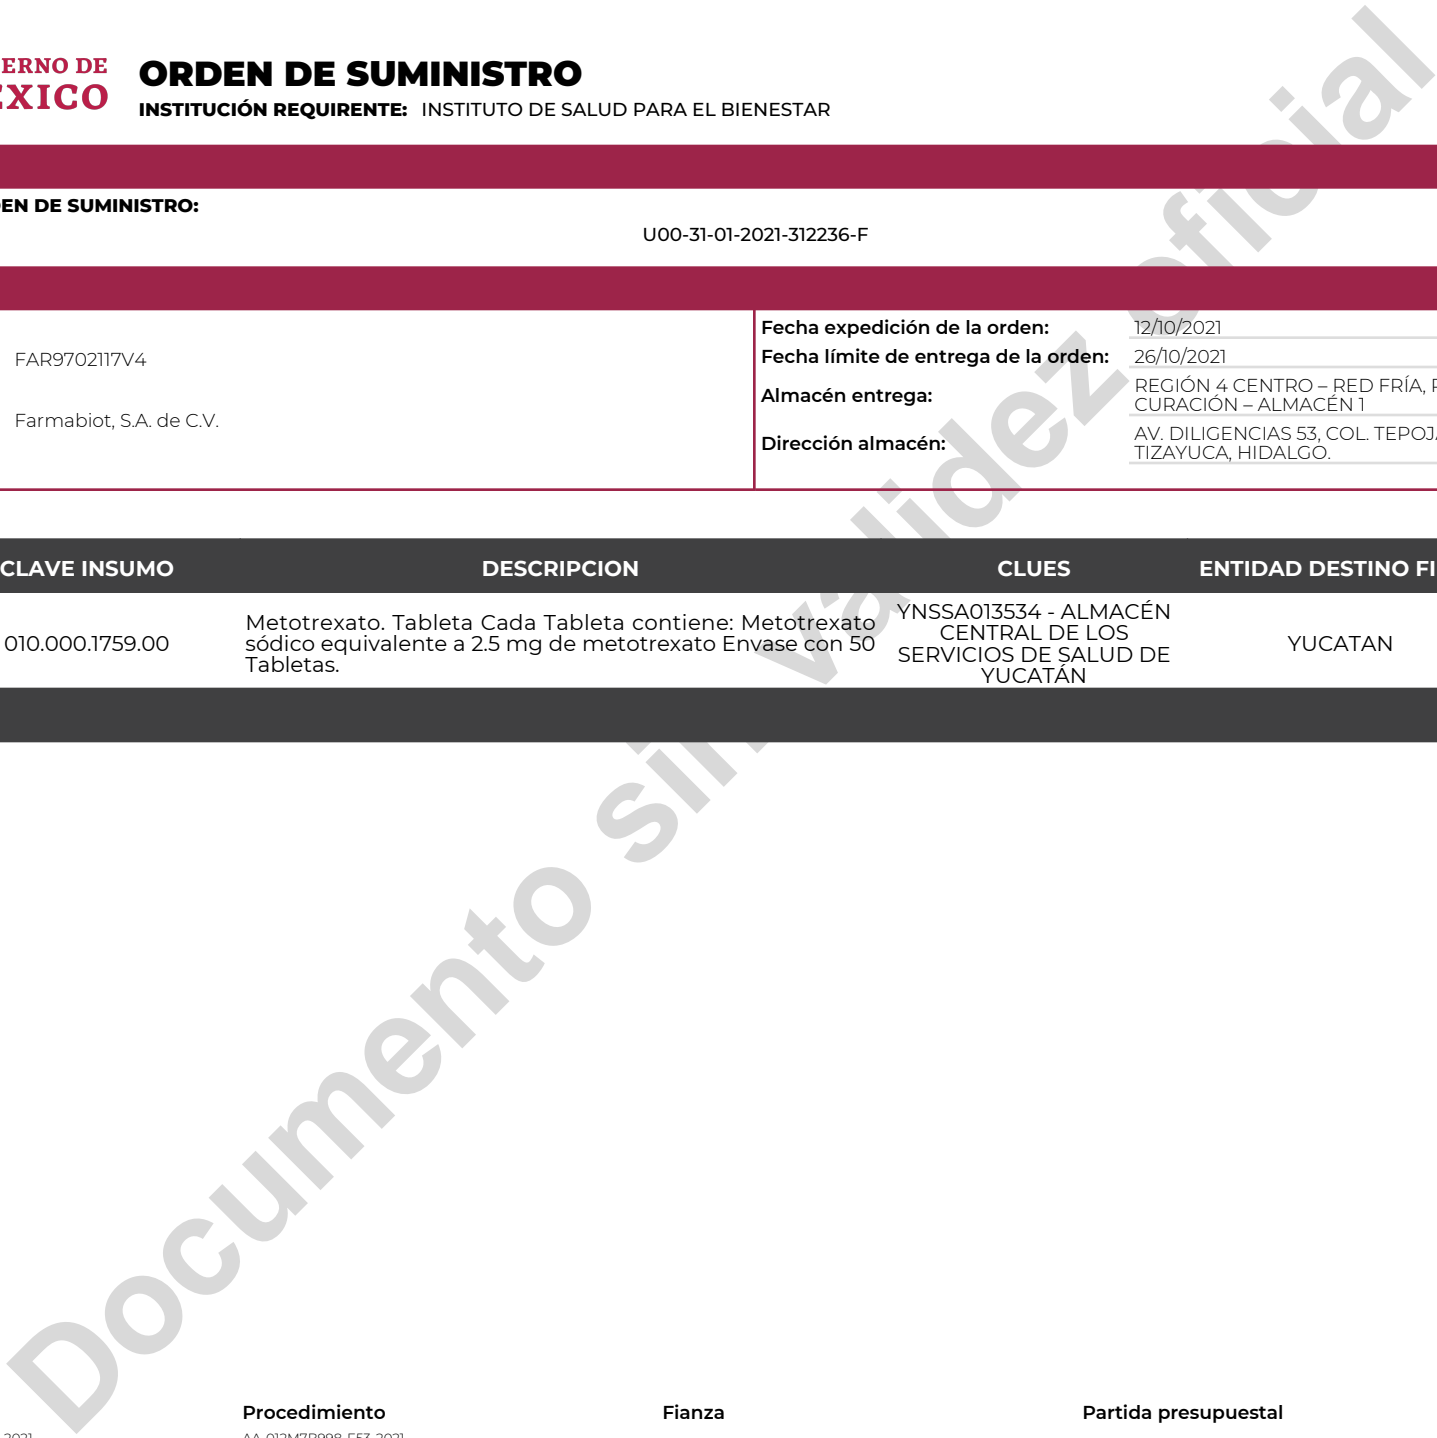 ERNO DE
ÉXICO
ORDEN DE SUMINISTRO
INSTITUCIÓN REQUIRENTE: INSTITUTO DE SALUD PARA EL BIENESTAR
EN DE SUMINISTRO:
U00-31-01-2021-312236-F
FAR9702117V4
Farmabiot, S.A. de C.V.
Fecha expedición de la orden: 12/10/2021
Fecha límite de entrega de la orden: 26/10/2021
Almacén entrega: REGIÓN 4 CENTRO – RED FRÍA,
CURACIÓN – ALMACÉN 1
Dirección almacén: AV. DILIGENCIAS 53, COL. TEPOJ
TIZAYUCA, HIDALGO.
CLAVE INSUMO DESCRIPCION CLUES ENTIDAD DESTINO FI
010.000.1759.00
Metotrexato. Tableta Cada Tableta contiene: Metotrexato
sódico equivalente a 2.5 mg de metotrexato Envase con 50
Tabletas.
YNSSA013534 - ALMACÉN
CENTRAL DE LOS
SERVICIOS DE SALUD DE
YUCATÁN
YUCATAN
Documento sin validez oficial
Procedimiento Fianza Partida presupuestal